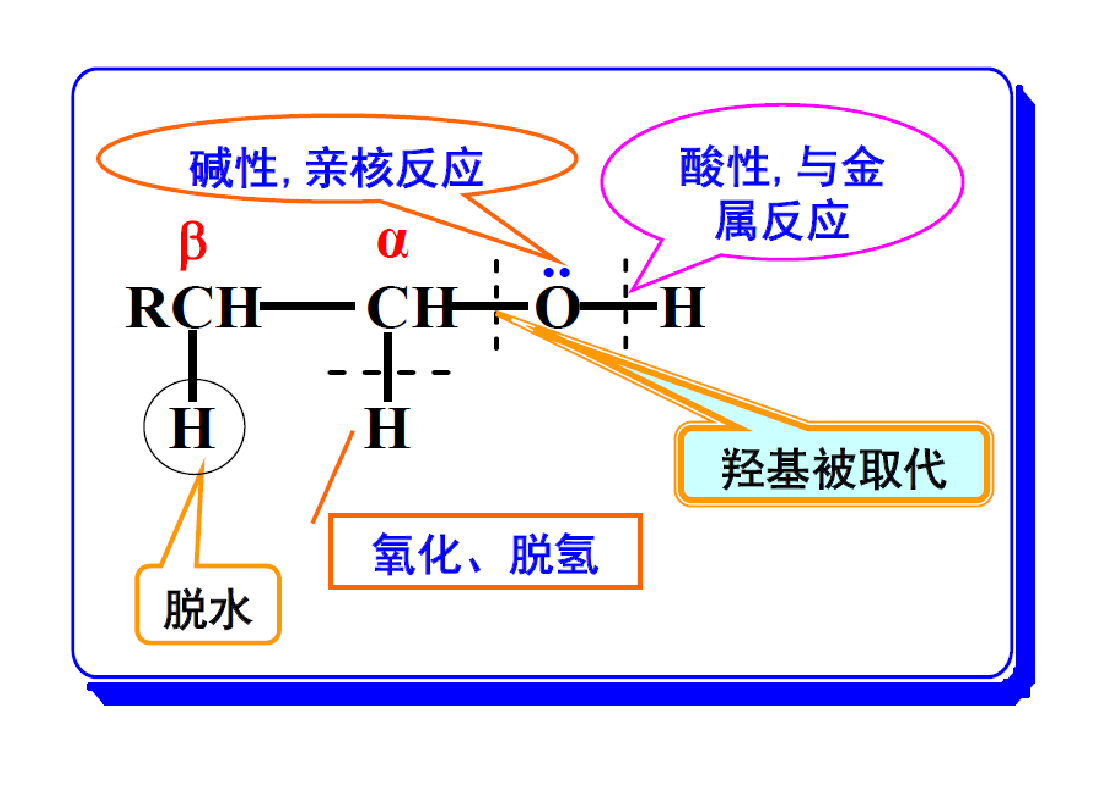 碱性, 亲核反应
酸性, 与金
属反应
β α
RCH—CH—Ö—H
H H
羟基被取代
氧化、脱氢
脱水